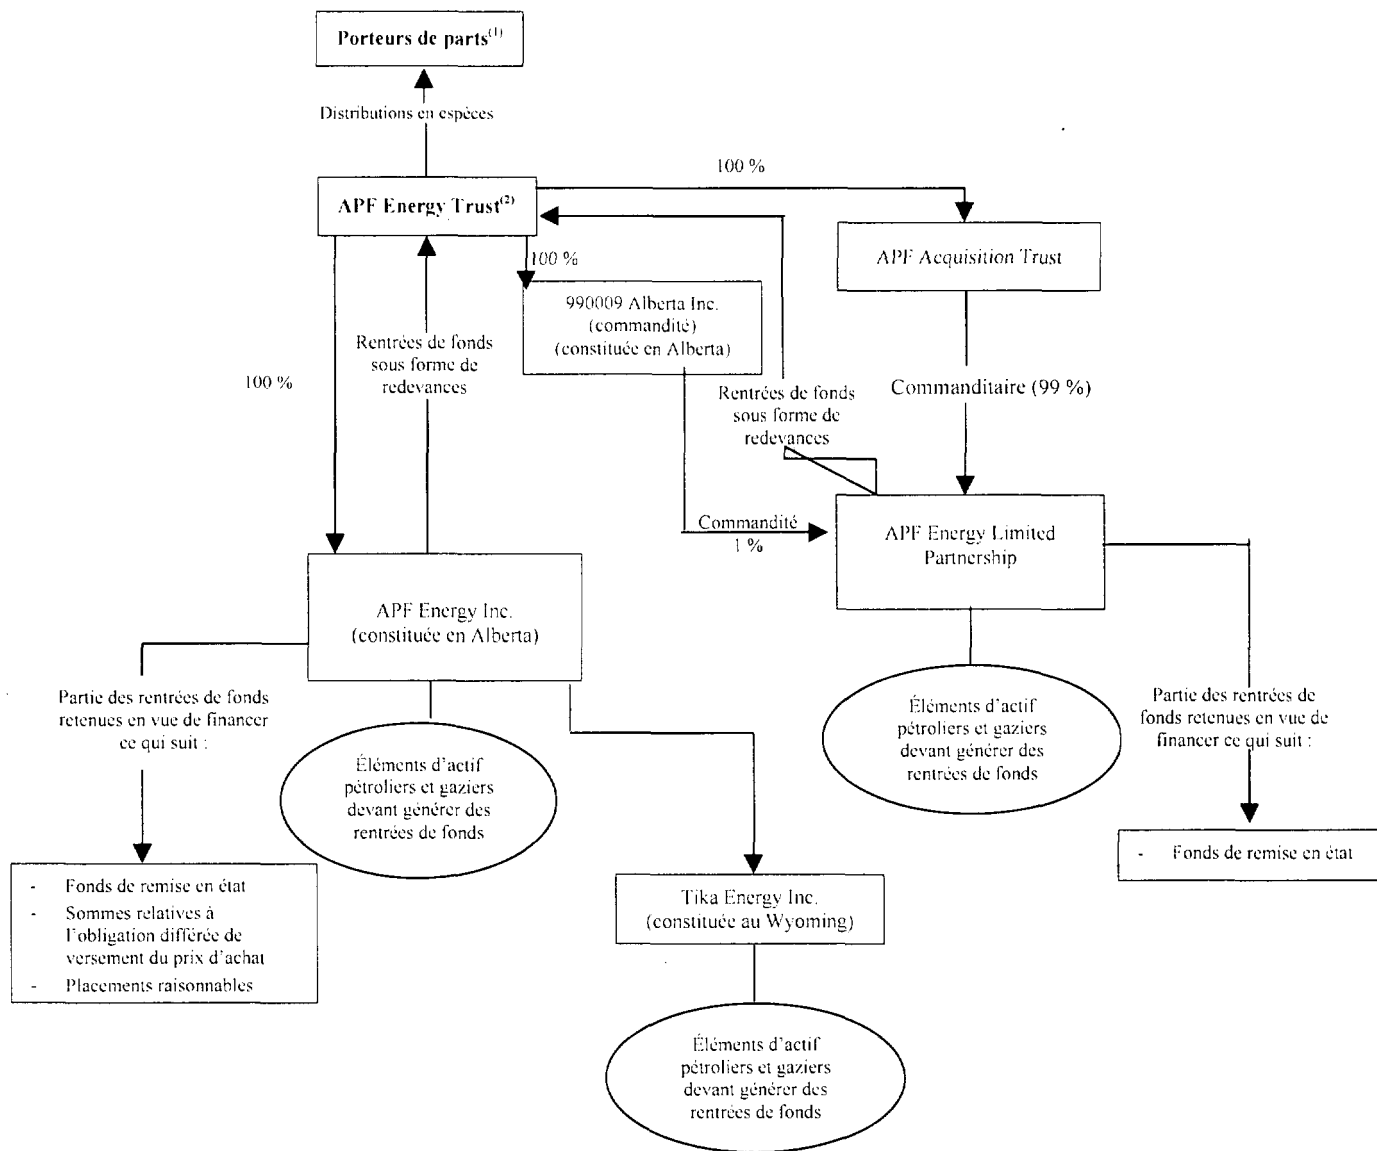 Porteurs de parts(1)
Distributions en espèces
100 %
APF Energy Trust(2)
APF Acquisition Trust
100 %
990009 Alberta Inc.
(commandité)
(constituée en Alberta)
Rentrées de fonds
sous forme de
redevances
100 %
Rentrées de fonds
sous forme de
redevances
Commanditaire (99 %)
Commandité
1 %
APF Energy Limited
Partnership
APF Energy Inc.
(constituée en Alberta)
Partie des rentrées de fonds
retenues en vue de financer
ce qui suit :
Éléments d'actif
pétroliers et gaziers
devant générer des
rentrées de fonds
Éléments d'actif
pétroliers et gaziers
devant générer des
rentrées de fonds
Partie des rentrées de
fonds retenues en vue de
financer ce qui suit :
- Fonds de remise en état
- Fonds de remise en état
- Sommes relatives à
l'obligation différée de
versement du prix d'achat
- Placements raisonnables
Tika Energy Inc.
(constituée au Wyoming)
Éléments d'actif
pétroliers et gaziers
devant générer des
rentrées de fonds